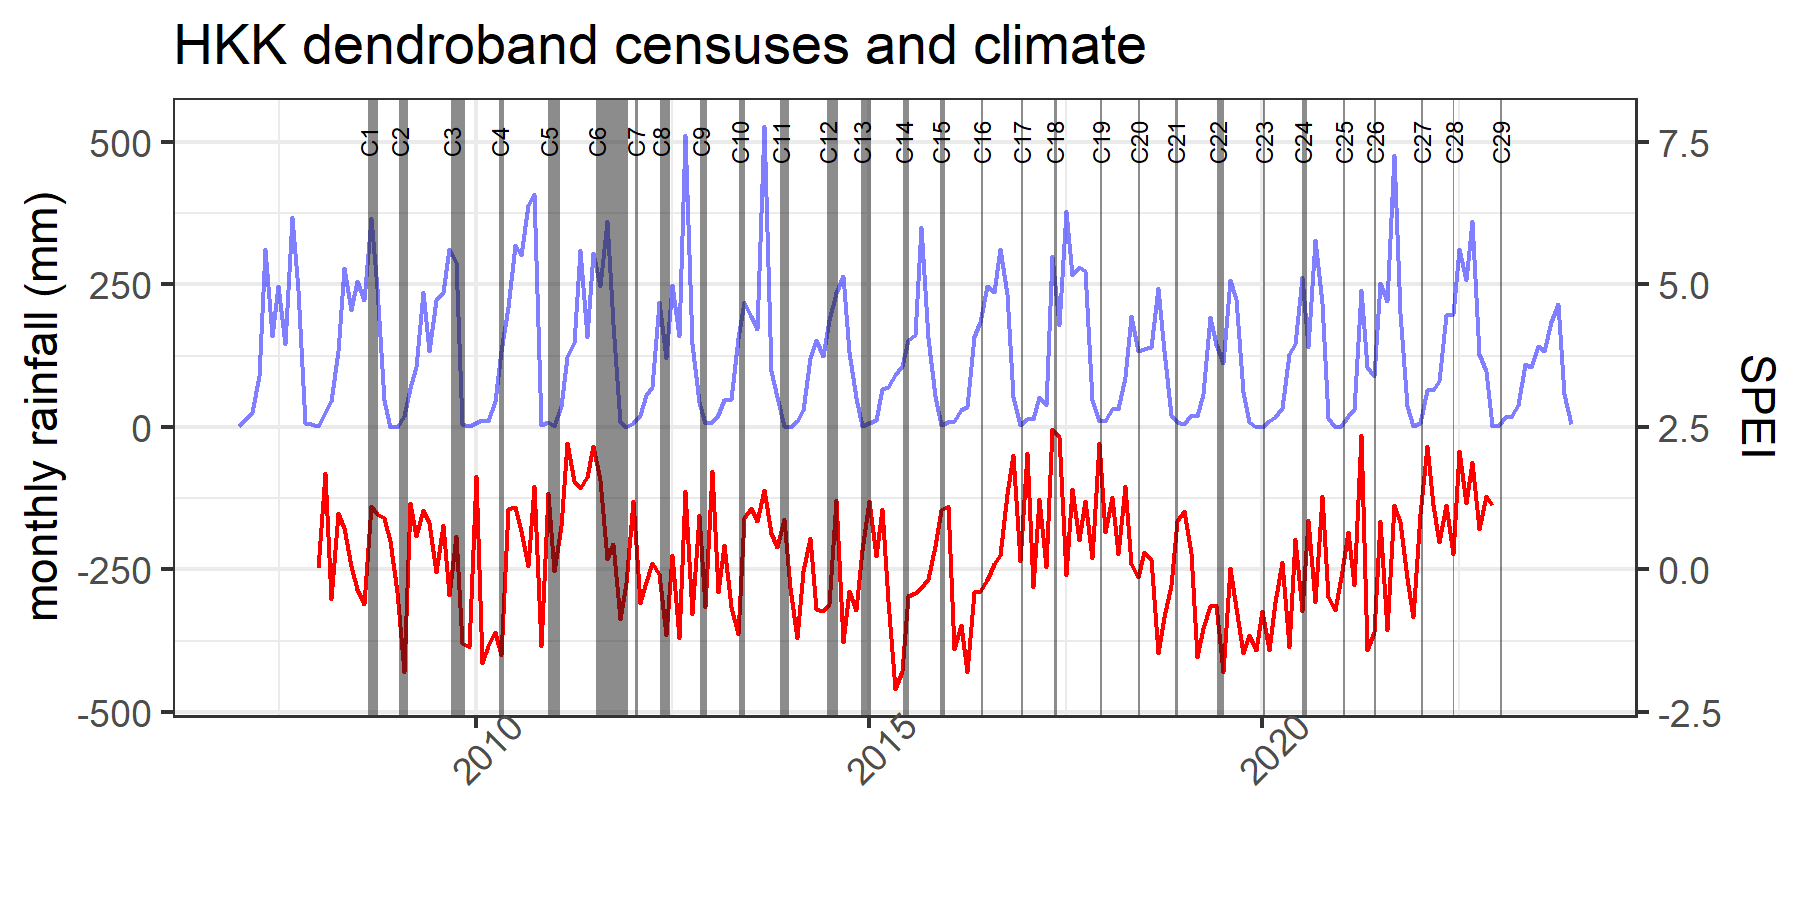 HKK dendroband censuses and climate
C1 C2 C3 C4 C5 C6 C7 C8 C9 C10 C11 C12 C13 C14 C15 C16 C17 C18 C19 C20 C21 C22 C23 C24 C25 C26 C27 C28 C29
monthly rainfall (mm)
500
250
0
-250
-500
7.5
5.0
2.5
0.0
-2.5
SPEI
2010 2015 2020